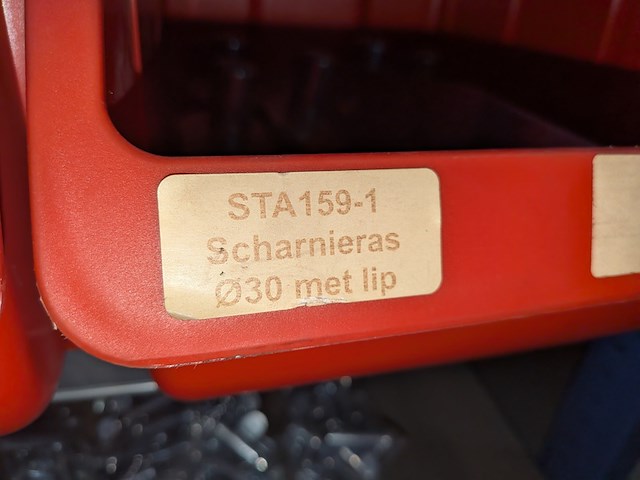 STA159-1
Scharnieras
Ø30 met lip